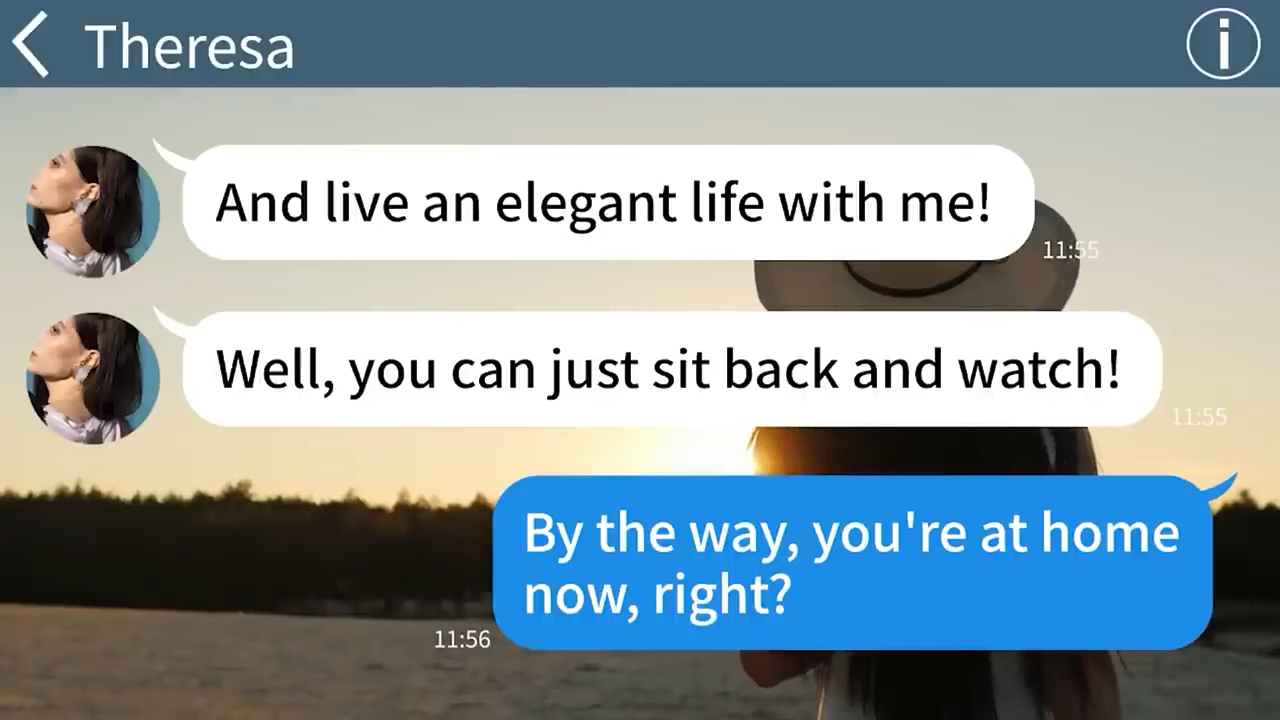 Theresa
And live an elegant life with me!
11:55
Well, you can just sit back and watch!
11:55
By the way, you're at home
now, right?
11:56